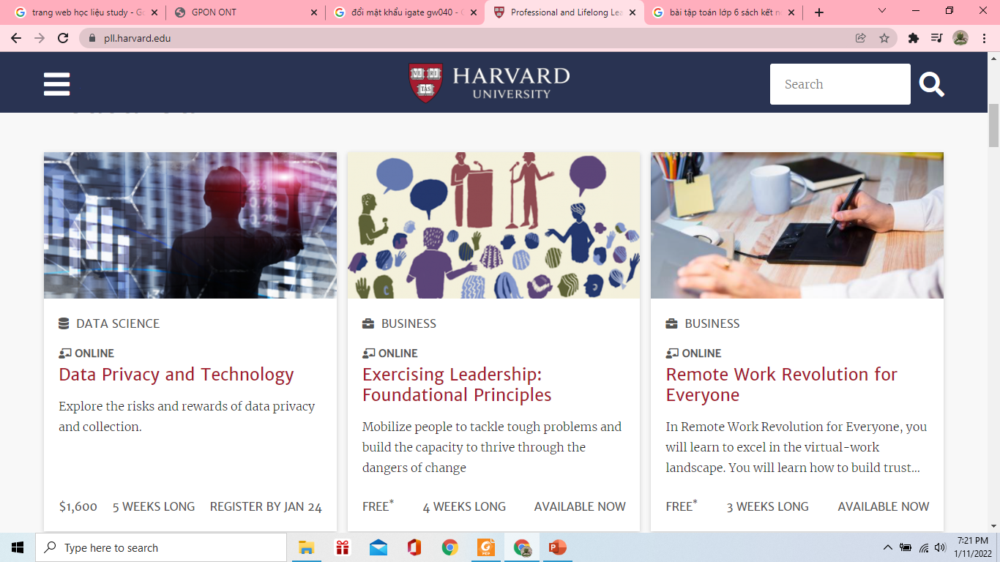 trang web học liệu study - Go
GPON ONT
đổi mật khẩu igate gw040 - G
Professional and Lifelong Lea
bài tập toán lớp 6 sách kết n
pll.harvard.edu
HARVARD
UNIVERSITY
Search
VE RI
TAS
DATA SCIENCE
ONLINE
Data Privacy and Technology
Explore the risks and rewards of data privacy
and collection.
$1,600 5 WEEKS LONG REGISTER BY JAN 24
BUSINESS
ONLINE
Exercising Leadership:
Foundational Principles
Mobilize people to tackle tough problems and
build the capacity to thrive through the
dangers of change
FREE* 4 WEEKS LONG AVAILABLE NOW
BUSINESS
ONLINE
Remote Work Revolution for
Everyone
In Remote Work Revolution for Everyone, you
will learn to excel in the virtual-work
landscape. You will learn how to build trust...
FREE* 3 WEEKS LONG AVAILABLE NOW
Type here to search
7:21 PM
1/11/2022